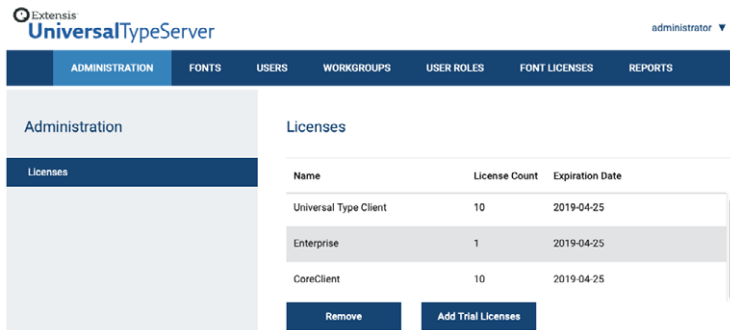 Extensis
UniversalTypeServer
administrator ▼
ADMINISTRATION FONTS USERS WORKGROUPS USER ROLES FONT LICENSES REPORTS
Administration
Licenses
Licenses
Name License Count Expiration Date
Universal Type Client 10 2019-04-25
Enterprise 1 2019-04-25
CoreClient 10 2019-04-25
Remove Add Trial Licenses